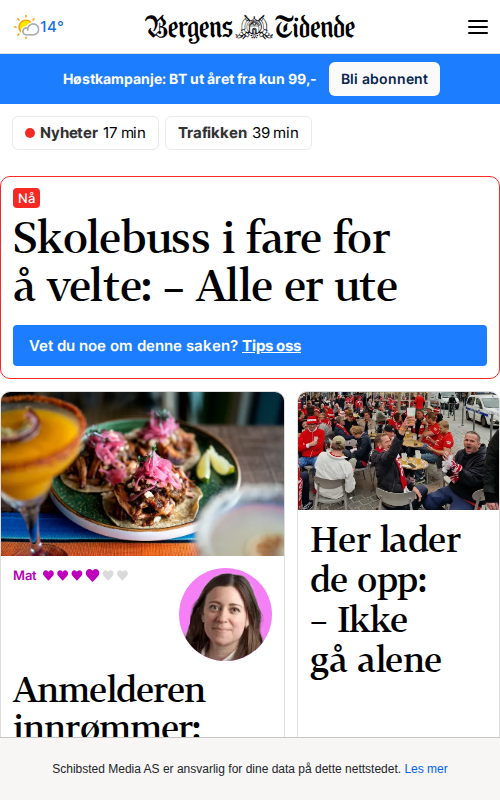 14°
Bergens Tidende
Høstkampanje: BT ut året fra kun 99,-
Bli abonnent
Nyheter 17 min
Trafikken 39 min
Nå
Skolebuss i fare for
å velte: – Alle er ute
Vet du noe om denne saken? Tips oss
Mat
Anmelderen
innrømmer:
Her lader
de opp:
– Ikke
gå alene
Schibsted Media AS er ansvarlig for dine data på dette nettstedet. Les mer